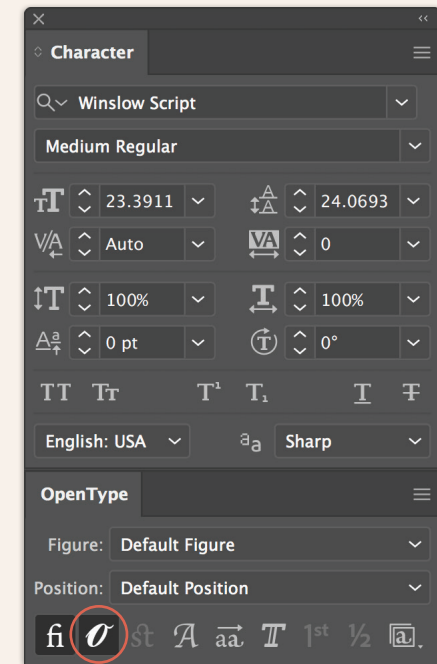 Character
Winslow Script
Medium Regular
23.3911 24.0693
Auto 0
100% 100%
0 pt 0°
TT Tт T¹ T₁ T T
English: USA aa Sharp
OpenType
Figure: Default Figure
Position: Default Position
fi O st A aa T 1st ½ a